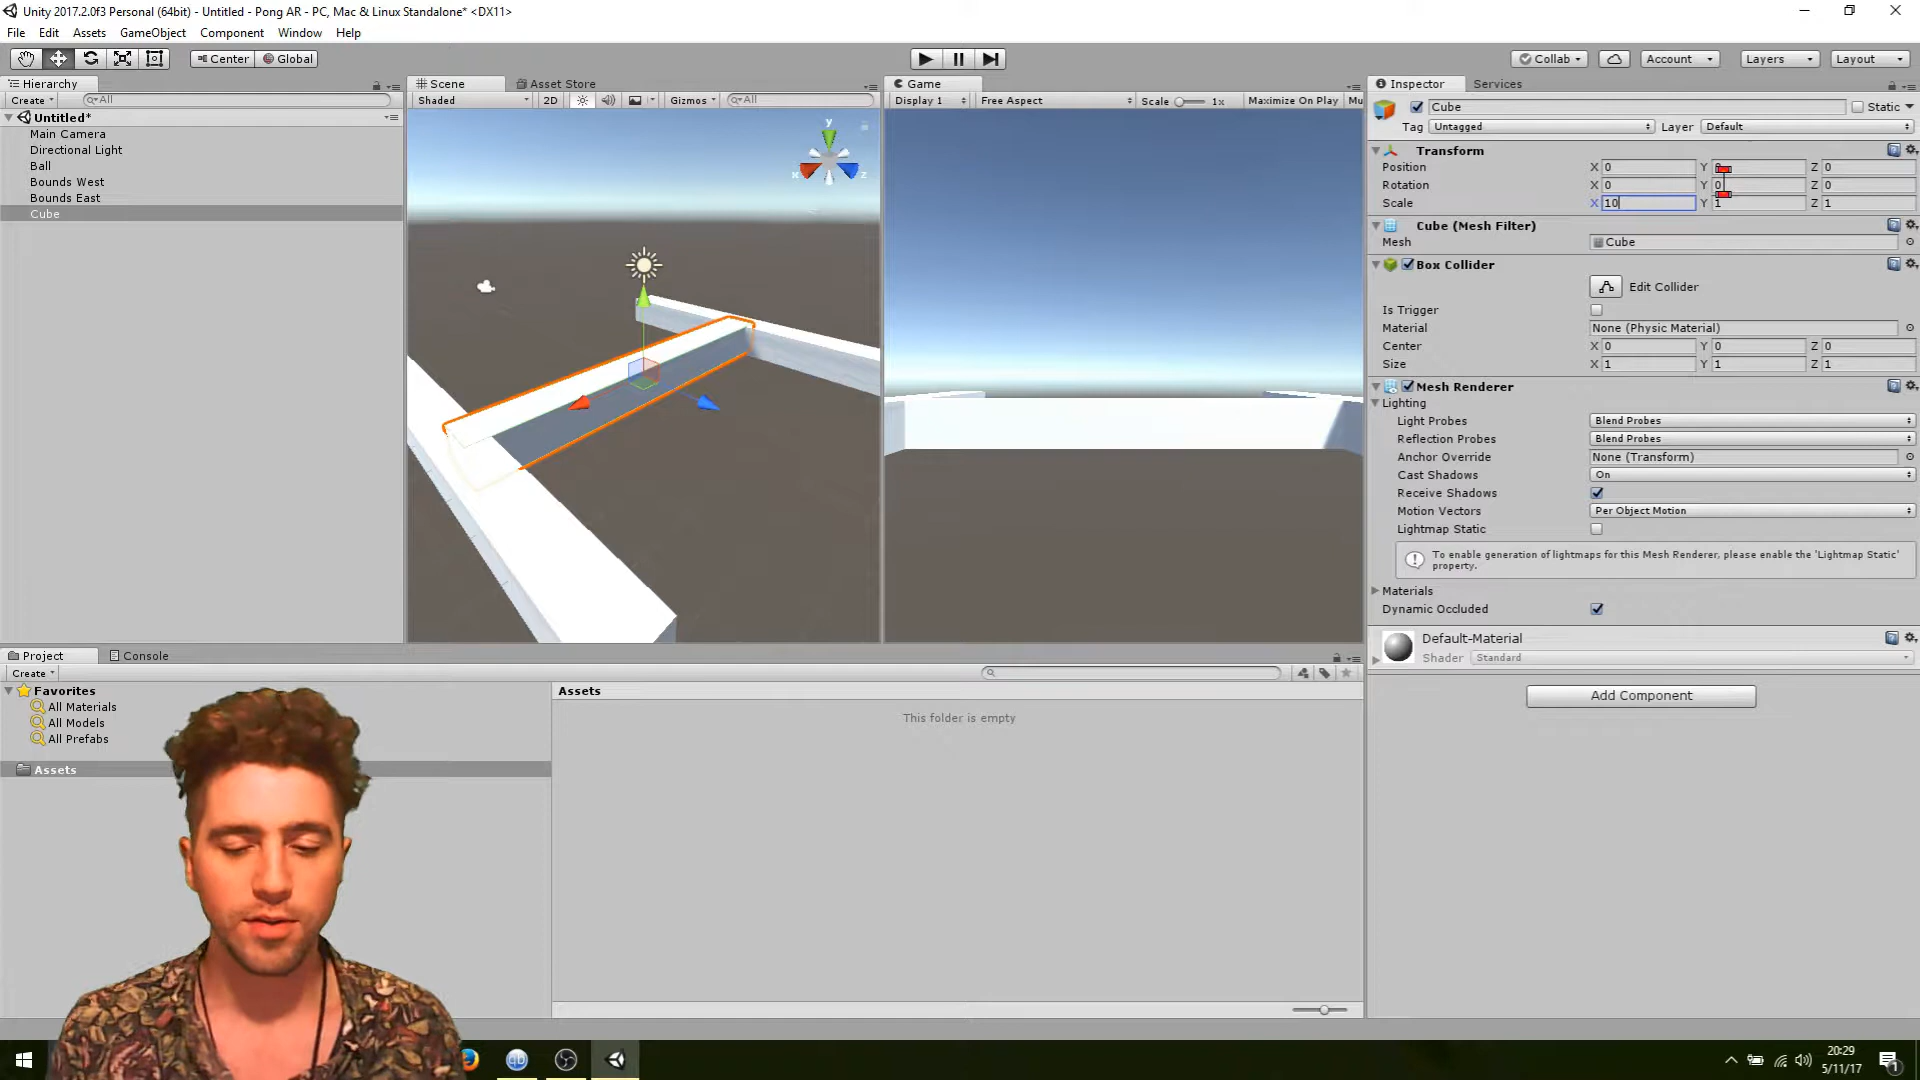 Unity 2017.2.0f3 Personal (64bit) - Untitled - Pong AR - PC, Mac & Linux Standalone* <DX11>
File Edit Assets GameObject Component Window Help
Center Global Collab Account Layers Layout
Hierarchy
Create All
Untitled*
Main Camera
Directional Light
Ball
Bounds West
Bounds East
Cube
Scene Asset Store
Shaded 2D Gizmos All
y
x z
Game
Display 1 Free Aspect Scale 1x Maximize On Play Mu
Inspector Services
Cube Static
Tag Untagged Layer Default
Transform
Position X 0 Y Z 0
Rotation X 0 Y 0 Z 0
Scale X 10 Y 1 Z 1
Cube (Mesh Filter)
Mesh Cube
Box Collider
Edit Collider
Is Trigger
Material None (Physic Material)
Center X 0 Y 0 Z 0
Size X 1 Y 1 Z 1
Mesh Renderer
Lighting
Light Probes Blend Probes
Reflection Probes Blend Probes
Anchor Override None (Transform)
Cast Shadows On
Receive Shadows
Motion Vectors Per Object Motion
Lightmap Static
To enable generation of lightmaps for this Mesh Renderer, please enable the 'Lightmap Static'
property.
Materials
Dynamic Occluded
Default-Material
Shader Standard
Add Component
Project Console
Create
Favorites
All Materials
All Models
All Prefabs
Assets
Assets
This folder is empty
20:29
5/11/17
1